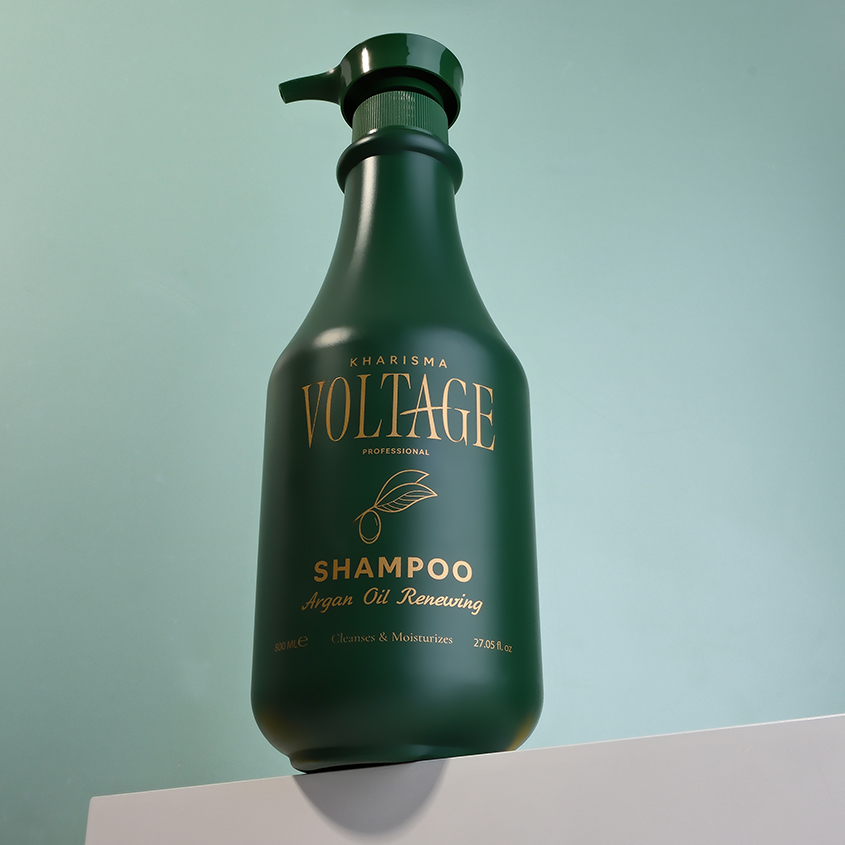 KHARISMA
VOLTAGE
PROFESSIONAL
SHAMPOO
Argan Oil Renewing
800 ML℮ Cleanses & Moisturizes 27.05 fl. oz